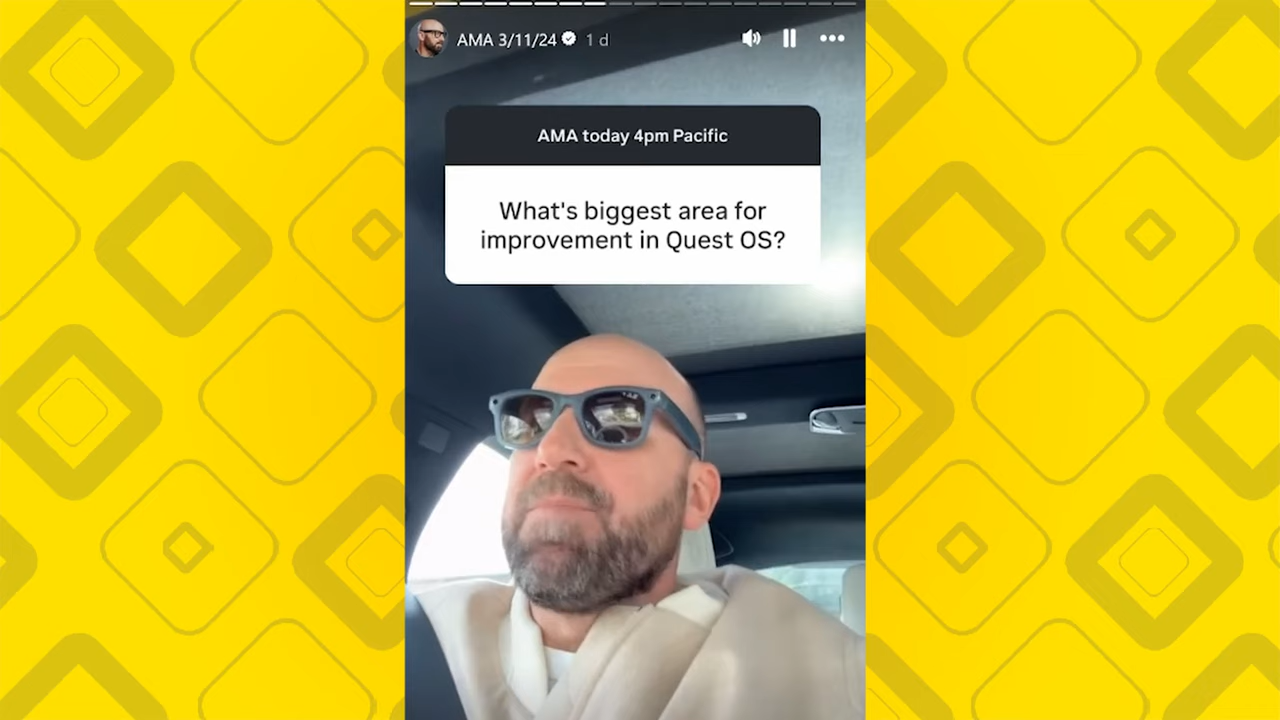 AMA 3/11/24 1 d
AMA today 4pm Pacific
What's biggest area for
improvement in Quest OS?